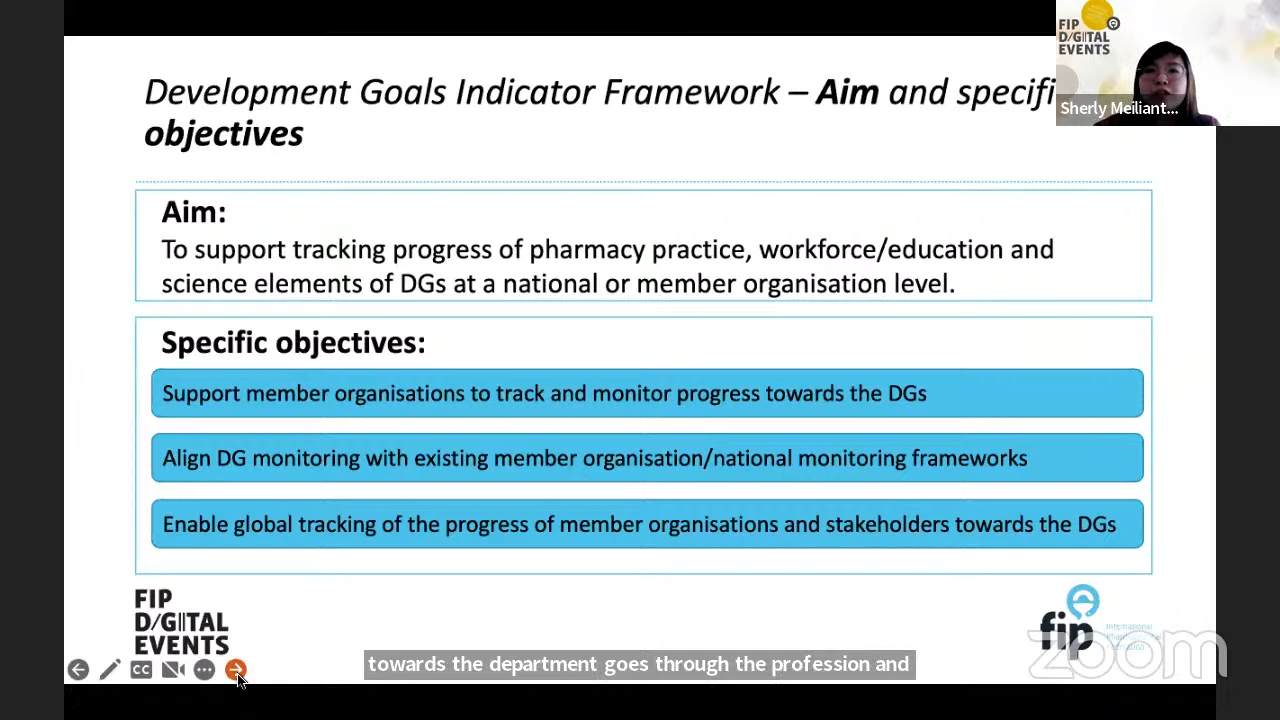 Development Goals Indicator Framework – Aim and specifi
objectives
FIP
D/GITAL
EVENTS
Sherly Meiliant...
Aim:
To support tracking progress of pharmacy practice, workforce/education and
science elements of DGs at a national or member organisation level.
Specific objectives:
Support member organisations to track and monitor progress towards the DGs
Align DG monitoring with existing member organisation/national monitoring frameworks
Enable global tracking of the progress of member organisations and stakeholders towards the DGs
FIP
D/GITAL
EVENTS
fip
International
zoom
CC
towards the department goes through the profession and